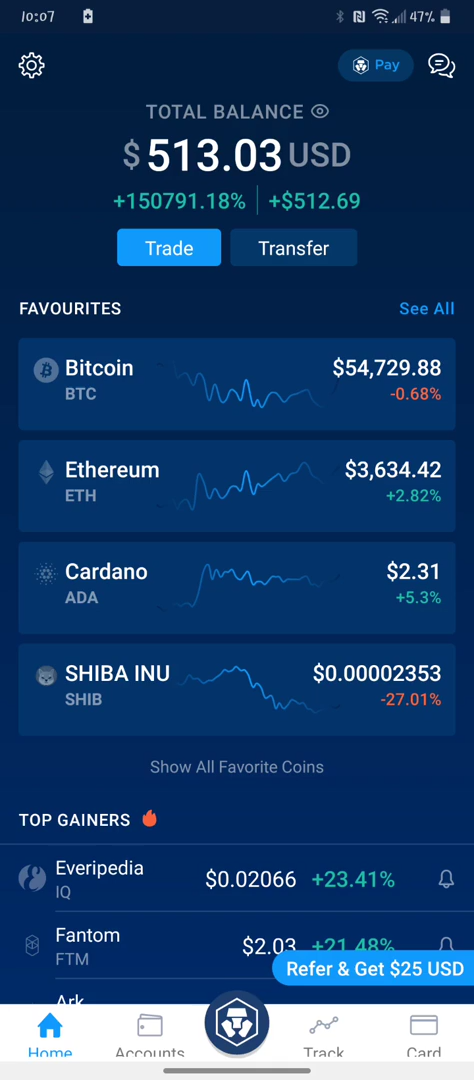 10:07
47%
Pay
TOTAL BALANCE
$513.03 USD
+150791.18% +$512.69
Trade Transfer
FAVOURITES See All
Bitcoin $54,729.88
BTC -0.68%
Ethereum $3,634.42
ETH +2.82%
Cardano $2.31
ADA +5.3%
SHIBA INU $0.00002353
SHIB -27.01%
Show All Favorite Coins
TOP GAINERS
Everipedia $0.02066 +23.41%
IQ
Fantom $2.03 +21.48%
FTM
Refer & Get $25 USD
Ark
Home Accounts Track Card